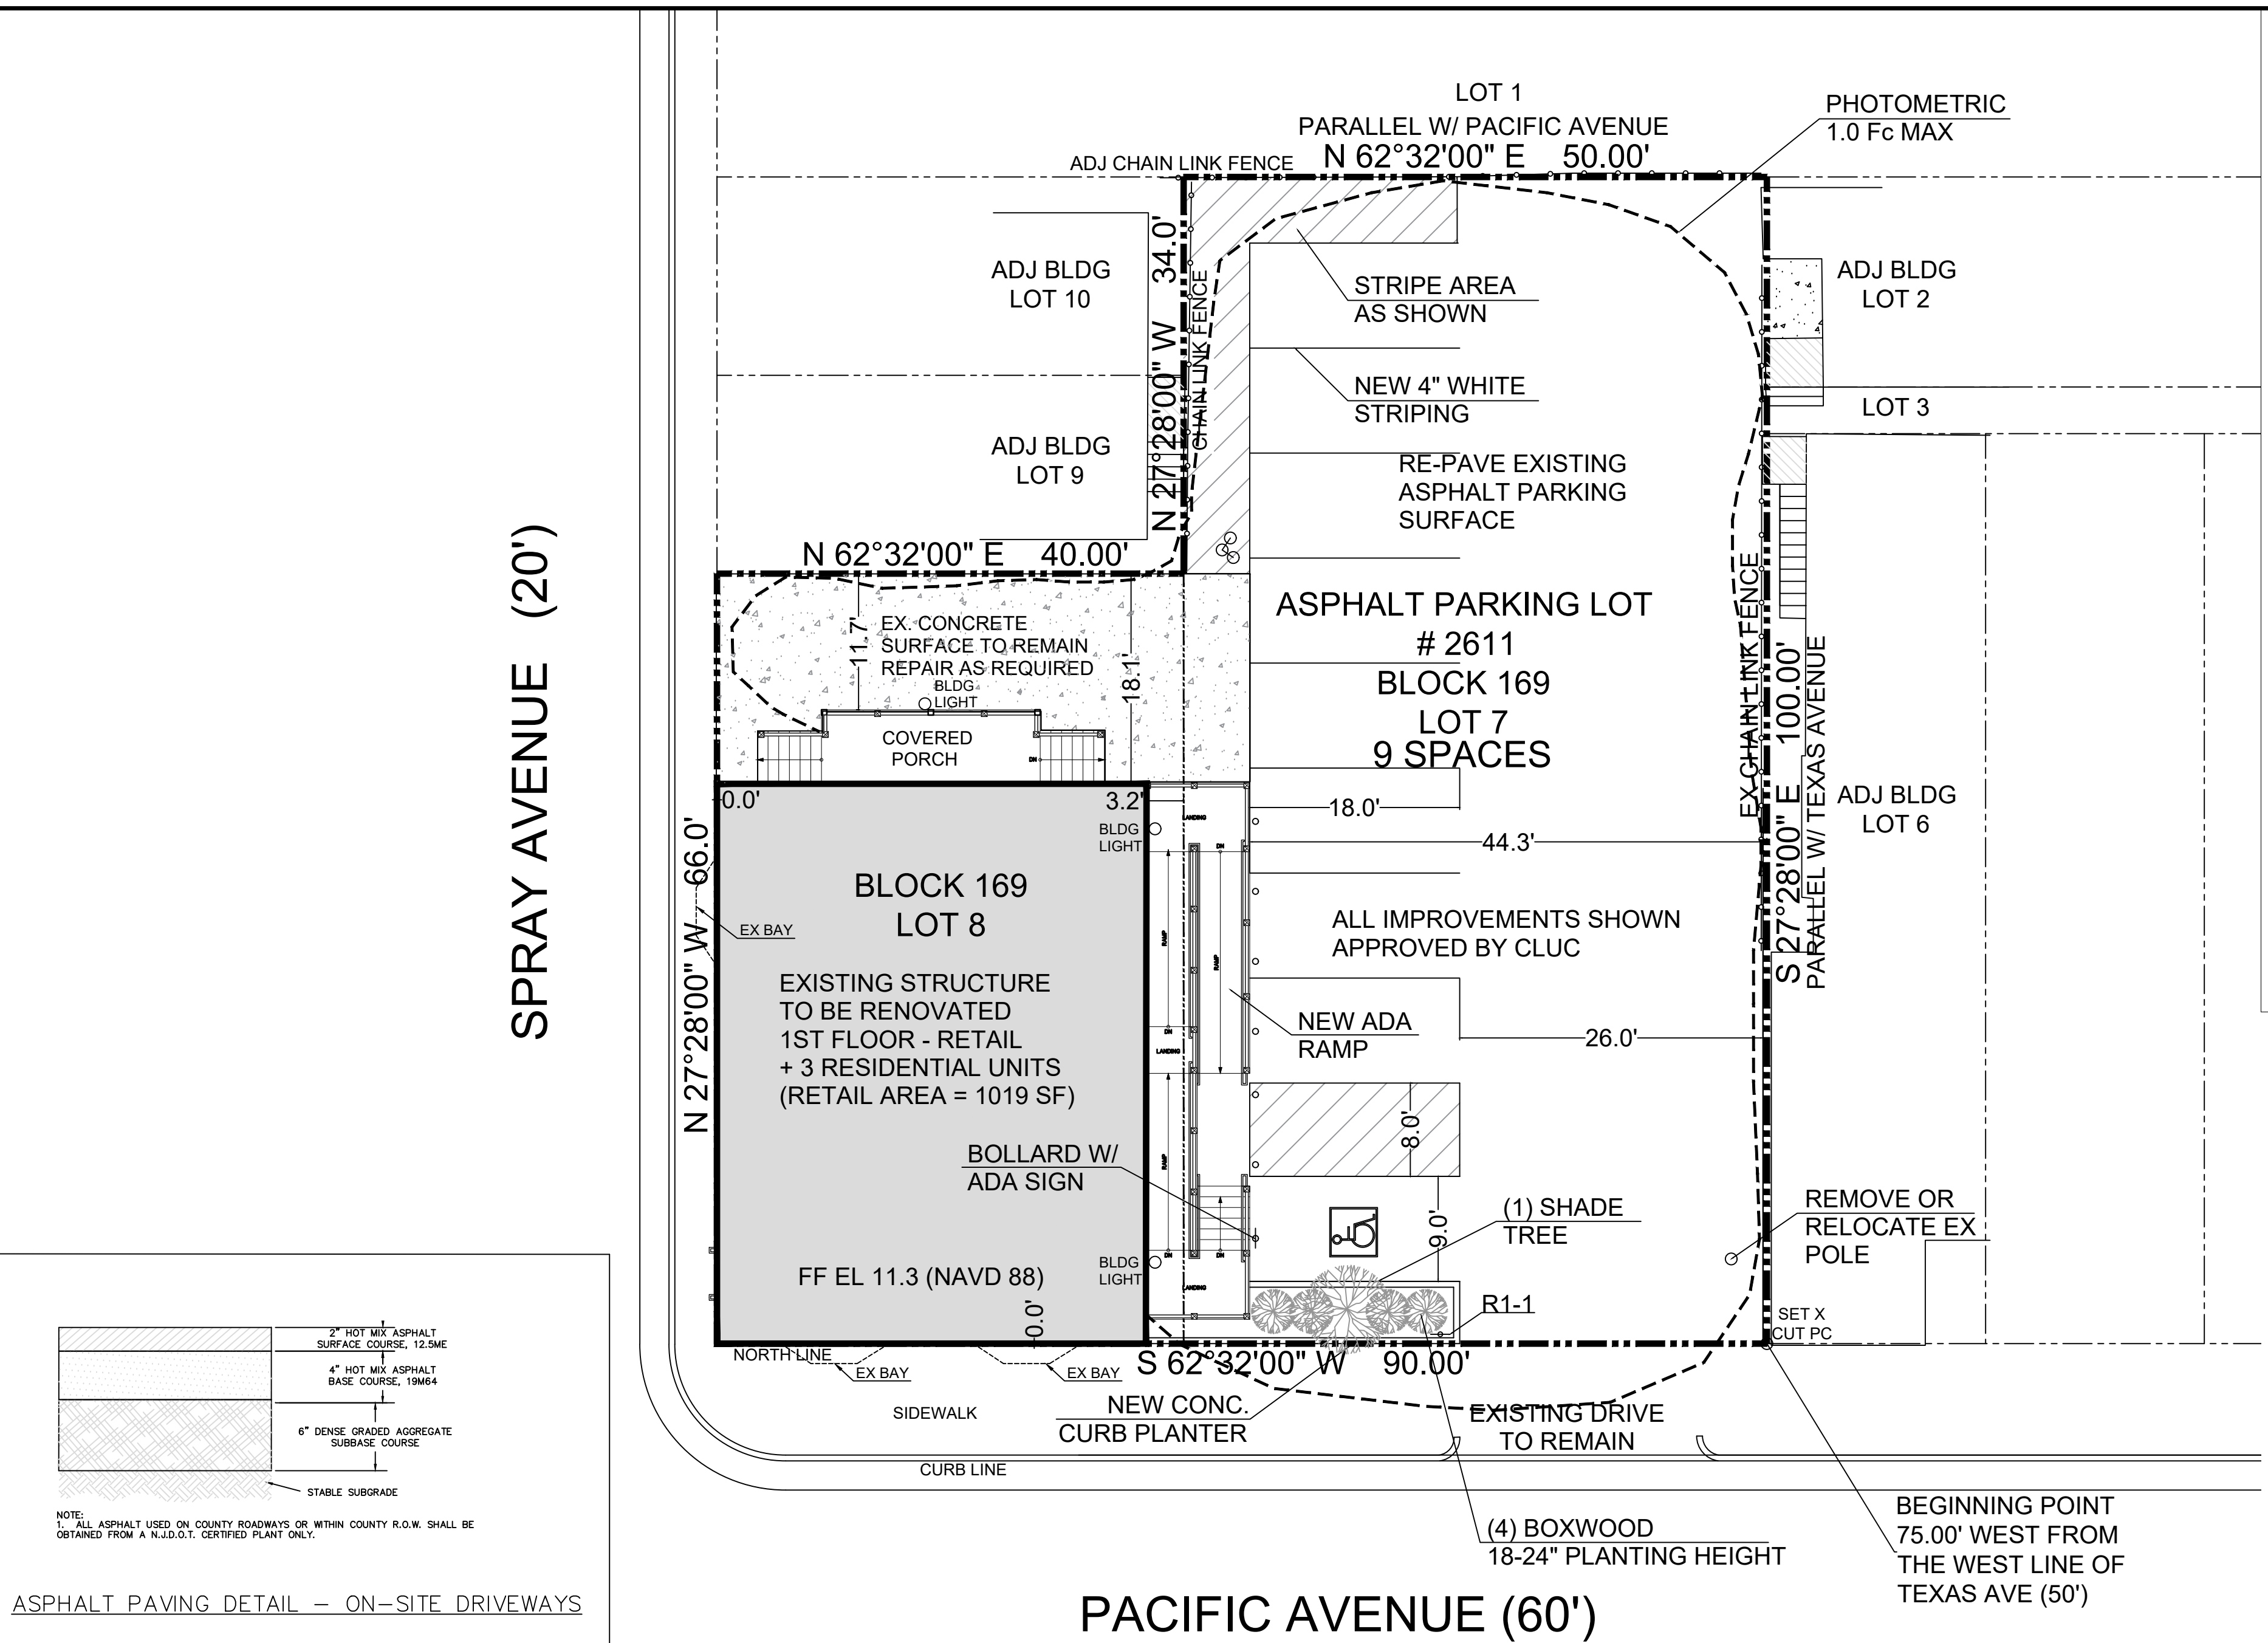 LOT 1
PARALLEL W/ PACIFIC AVENUE
N 62°32'00" E 50.00'
ADJ CHAIN LINK FENCE
PHOTOMETRIC
1.0 Fc MAX
ADJ BLDG
LOT 10
N 27°28'00" W 34.0'
CHAIN LINK FENCE
STRIPE AREA
AS SHOWN
ADJ BLDG
LOT 2
NEW 4" WHITE
STRIPING
LOT 3
ADJ BLDG
LOT 9
RE-PAVE EXISTING
ASPHALT PARKING
SURFACE
SPRAY AVENUE (20')
N 62°32'00" E 40.00'
11.7'
EX. CONCRETE
SURFACE TO REMAIN
REPAIR AS REQUIRED
BLDG
LIGHT
18.1'
COVERED
PORCH
DN
ASPHALT PARKING LOT
# 2611
BLOCK 169
LOT 7
9 SPACES
EX CHAIN LINK FENCE
S 27°28'00" E 100.00'
PARALLEL W/ TEXAS AVENUE
ADJ BLDG
LOT 6
0.0'
3.2'
BLDG
LIGHT
LANDING
18.0'
44.3'
N 27°28'00" W 66.0'
EX BAY
BLOCK 169
LOT 8
EXISTING STRUCTURE
TO BE RENOVATED
1ST FLOOR - RETAIL
+ 3 RESIDENTIAL UNITS
(RETAIL AREA = 1019 SF)
DN
RAMP
RAMP
DN
LANDING
RAMP
ALL IMPROVEMENTS SHOWN
APPROVED BY CLUC
NEW ADA
RAMP
26.0'
8.0'
BOLLARD W/
ADA SIGN
9.0'
(1) SHADE
TREE
REMOVE OR
RELOCATE EX
POLE
FF EL 11.3 (NAVD 88)
0.0'
BLDG
LIGHT
DN
DN
LANDING
R1-1
SET X
CUT PC
NORTH LINE
EX BAY
EX BAY
S 62°32'00" W 90.00'
SIDEWALK
NEW CONC.
CURB PLANTER
EXISTING DRIVE
TO REMAIN
CURB LINE
(4) BOXWOOD
18-24" PLANTING HEIGHT
BEGINNING POINT
75.00' WEST FROM
THE WEST LINE OF
TEXAS AVE (50')
PACIFIC AVENUE (60')
2" HOT MIX ASPHALT
SURFACE COURSE, 12.5ME
4" HOT MIX ASPHALT
BASE COURSE, 19M64
6" DENSE GRADED AGGREGATE
SUBBASE COURSE
STABLE SUBGRADE
NOTE:
1. ALL ASPHALT USED ON COUNTY ROADWAYS OR WITHIN COUNTY R.O.W. SHALL BE
OBTAINED FROM A N.J.D.O.T. CERTIFIED PLANT ONLY.
ASPHALT PAVING DETAIL – ON-SITE DRIVEWAYS